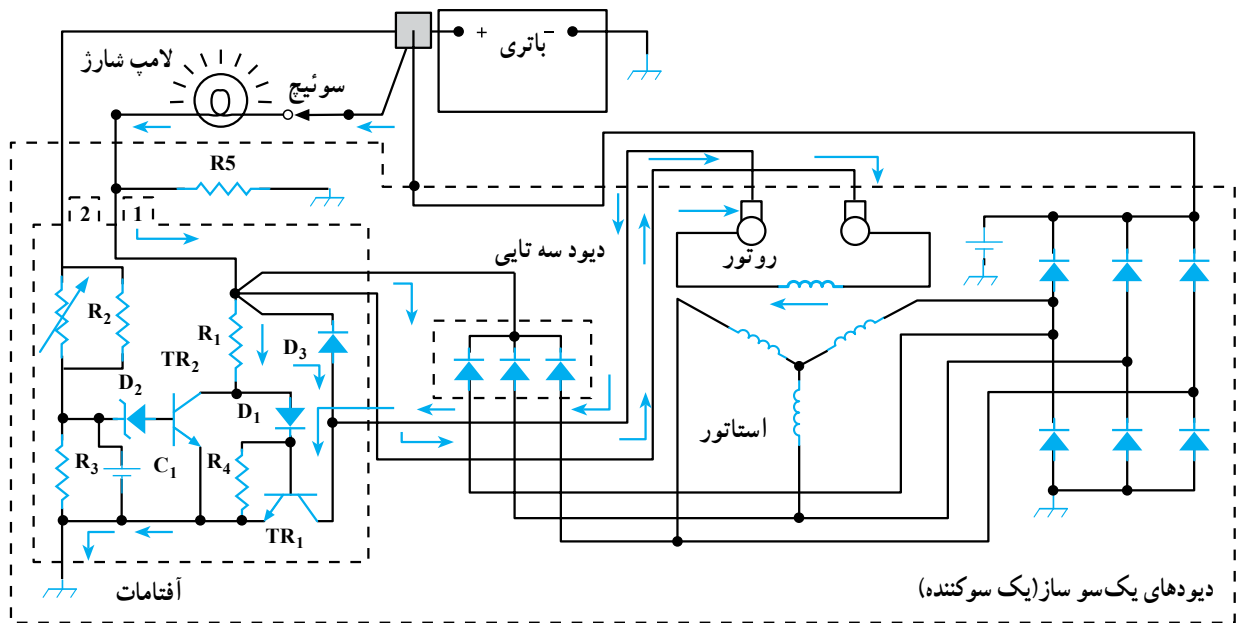 باتری
+
−
لامپ شارژ
سوئیچ
R5
2
1
دیود سه تایی
روتور
R2
R1
TR2
D3
D2
D1
استاتور
R3
C1
R4
TR1
آفتامات
دیودهای یک‌سو ساز(یک سوکننده)